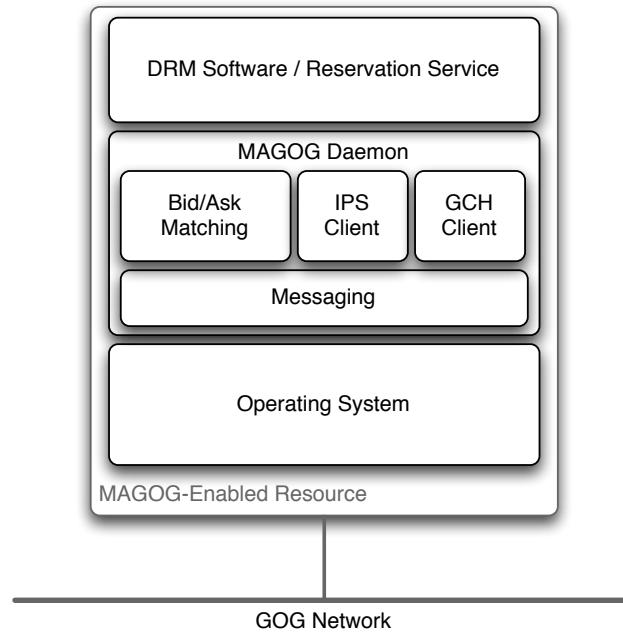 DRM Software / Reservation Service
MAGOG Daemon
Bid/Ask
Matching
IPS
Client
GCH
Client
Messaging
Operating System
MAGOG-Enabled Resource
GOG Network